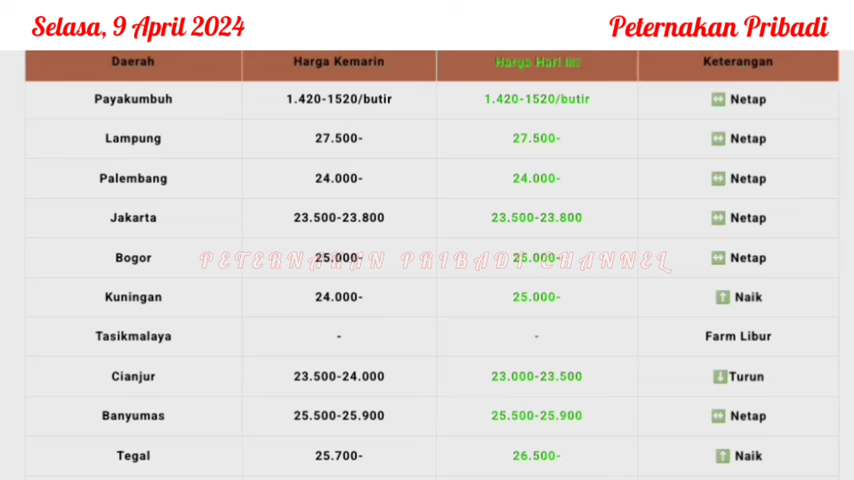 Selasa, 9 April 2024 Peternakan Pribadi
Daerah Harga Kemarin Harga Hari Ini Keterangan
Payakumbuh 1.420-1520/butir 1.420-1520/butir Netap
Lampung 27.500- 27.500- Netap
Palembang 24.000- 24.000- Netap
Jakarta 23.500-23.800 23.500-23.800 Netap
Bogor 25.000- 25.000- Netap
PETERNAKAN PRIBADI CHANNEL
Kuningan 24.000- 25.000- Naik
Tasikmalaya - - Farm Libur
Cianjur 23.500-24.000 23.000-23.500 Turun
Banyumas 25.500-25.900 25.500-25.900 Netap
Tegal 25.700- 26.500- Naik